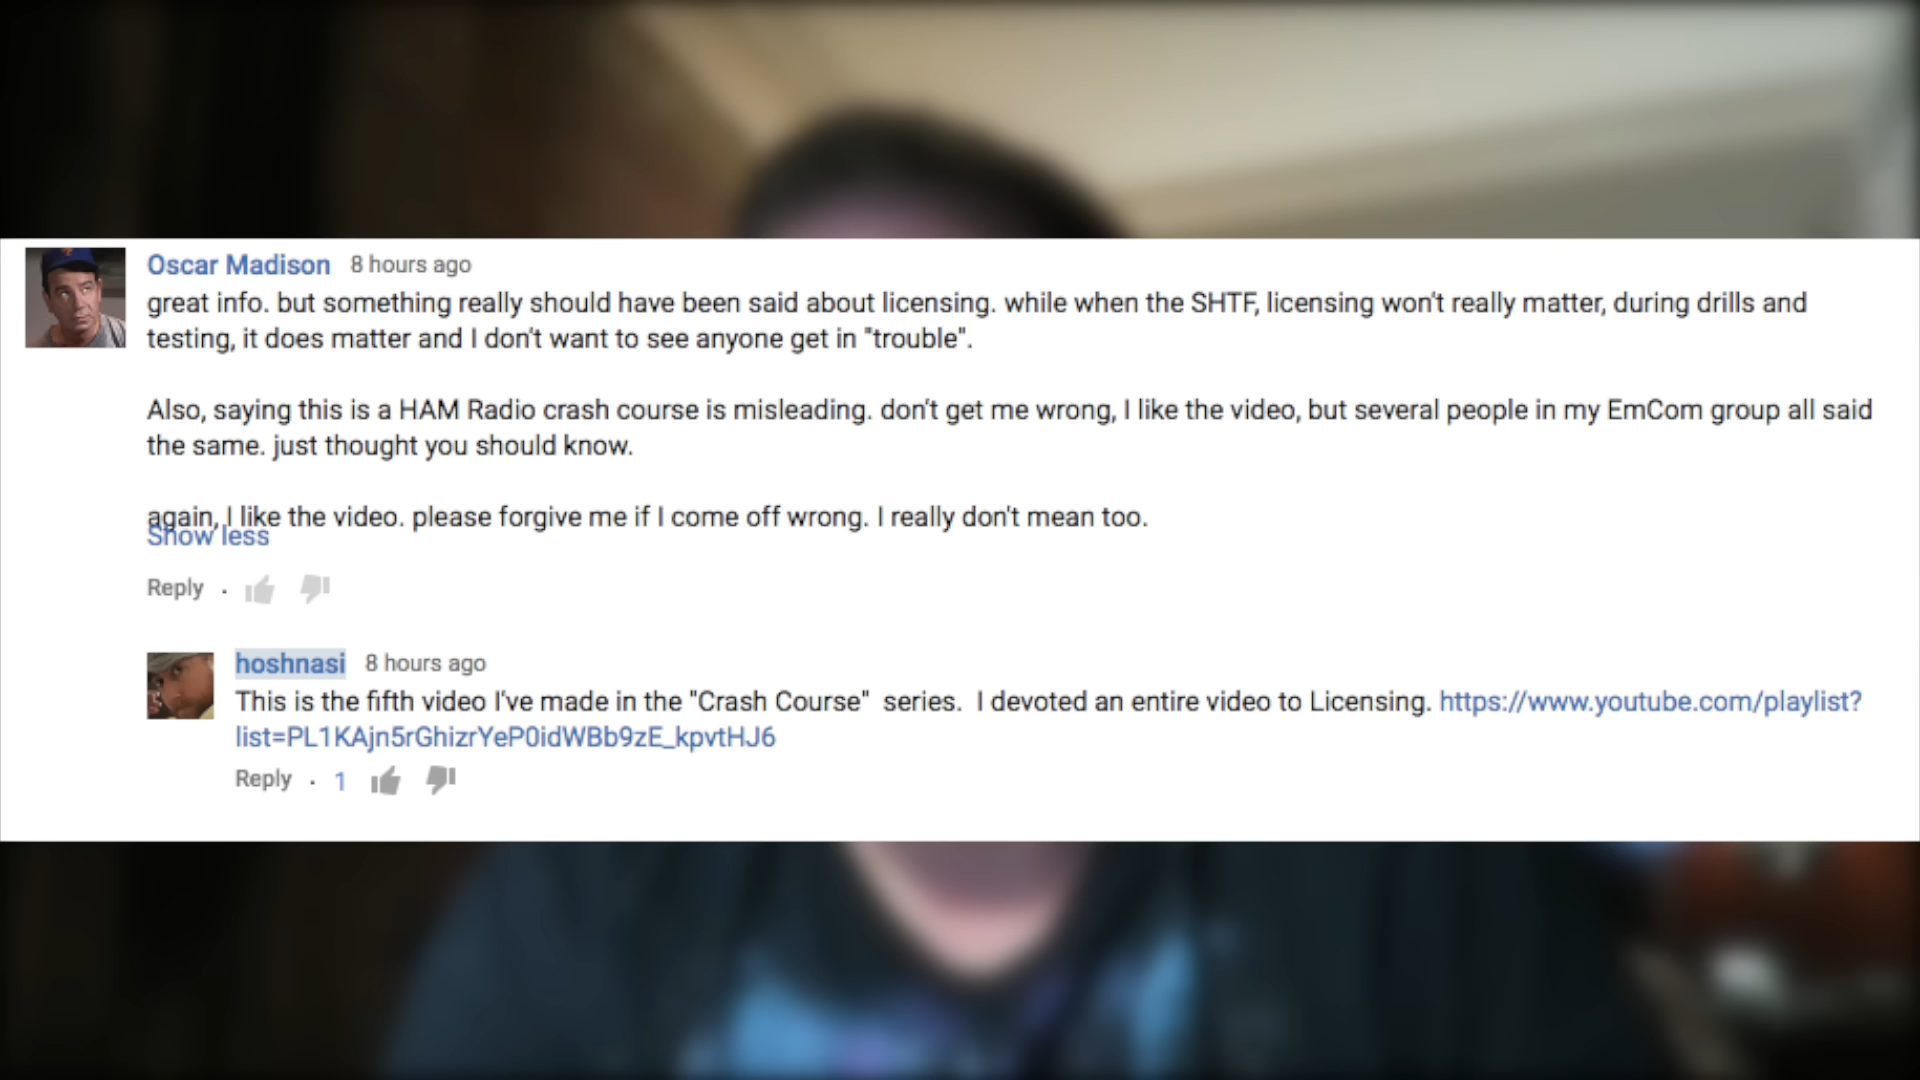 Oscar Madison 8 hours ago
great info. but something really should have been said about licensing. while when the SHTF, licensing won't really matter, during drills and
testing, it does matter and I don't want to see anyone get in "trouble".
Also, saying this is a HAM Radio crash course is misleading. don't get me wrong, I like the video, but several people in my EmCom group all said
the same. just thought you should know.
again, I like the video. please forgive me if I come off wrong. I really don't mean too.
Show less
Reply .
hoshnasi 8 hours ago
This is the fifth video I've made in the "Crash Course"  series.  I devoted an entire video to Licensing. https://www.youtube.com/playlist?
list=PL1KAjn5rGhizrYeP0idWBb9zE_kpvtHJ6
Reply . 1